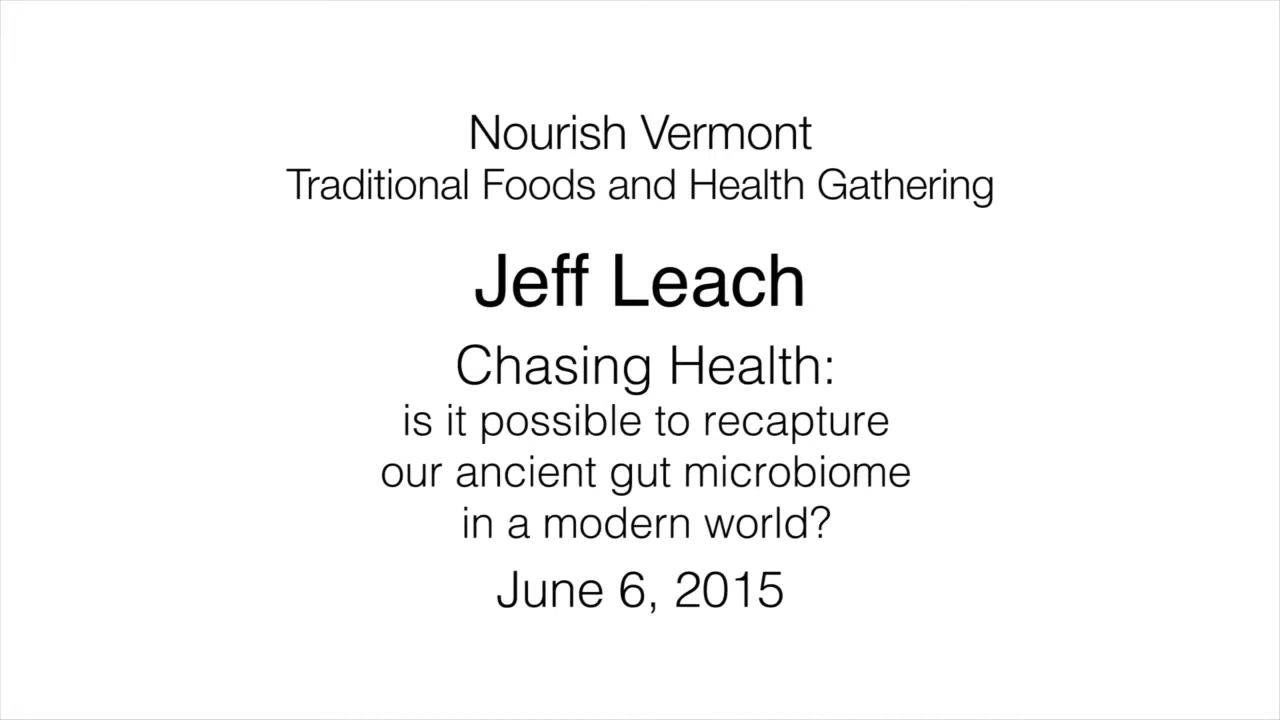 Nourish Vermont
Traditional Foods and Health Gathering
Jeff Leach
Chasing Health:
is it possible to recapture
our ancient gut microbiome
in a modern world?
June 6, 2015